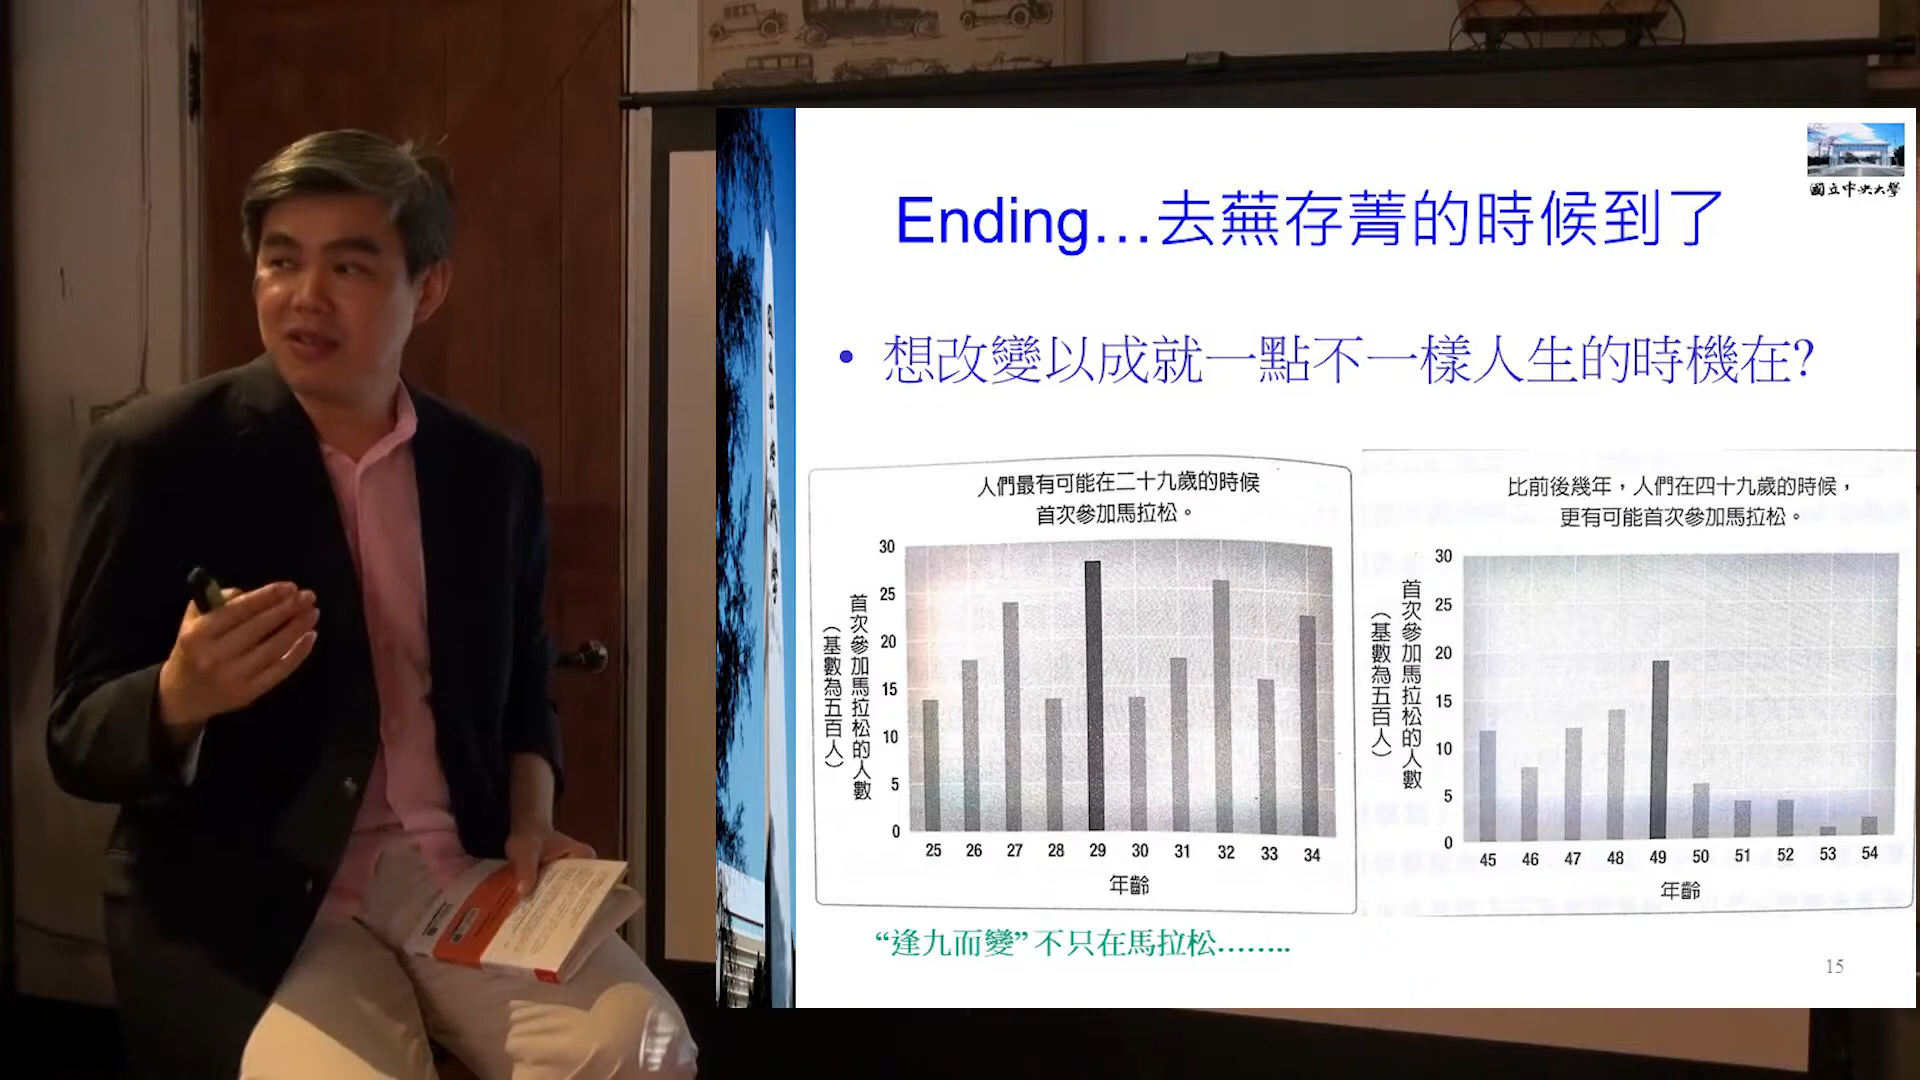 國立中央大學
Ending…去蕪存菁的時候到了
• 想改變以成就一點不一樣人生的時機在?
人們最有可能在二十九歲的時候
首次參加馬拉松。
首次參加馬拉松的人數
（基數為五百人）
30
25
20
15
10
5
0
25 26 27 28 29 30 31 32 33 34
年齡
比前後幾年，人們在四十九歲的時候，
更有可能首次參加馬拉松。
首次參加馬拉松的人數
（基數為五百人）
30
25
20
15
10
5
0
45 46 47 48 49 50 51 52 53 54
年齡
“逢九而變” 不只在馬拉松……..
15